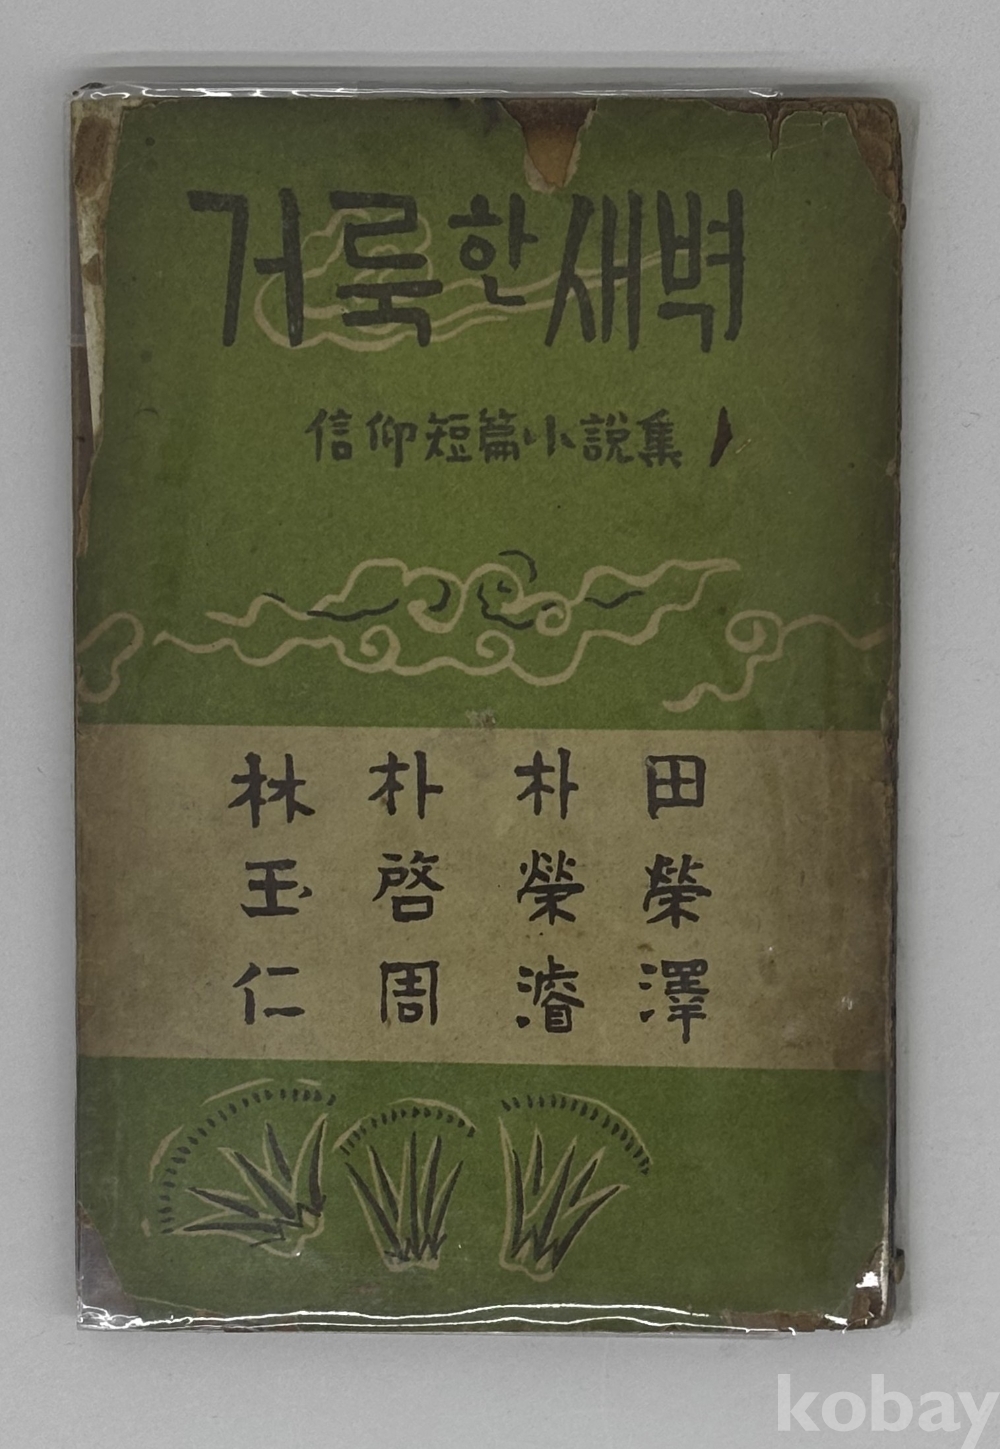 거룩한새벽
信仰短篇小說集
田榮澤
朴榮濬
朴啓周
林玉仁
kobay